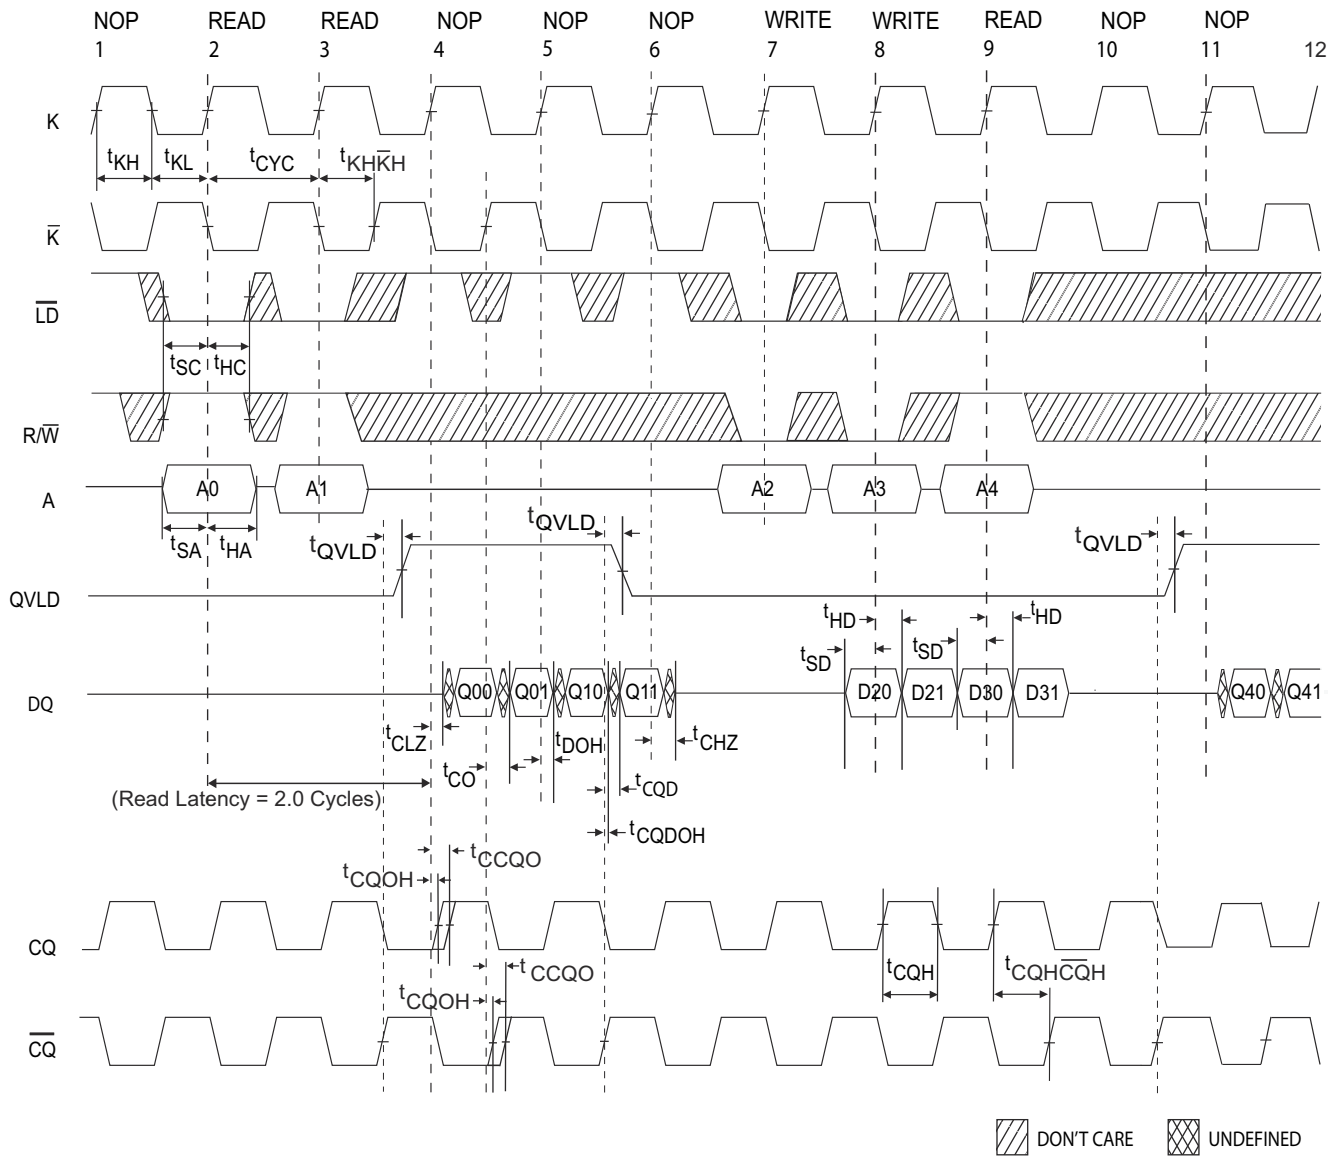 NOP READ READ NOP NOP NOP WRITE WRITE READ NOP NOP
1 2 3 4 5 6 7 8 9 10 11 12
K
tKH tKL tCYC tKHK̅H
K̅
L̅D̅
tSC tHC
R/W̅
A A0 A1 A2 A3 A4
tSA tHA tQVLD tQVLD tQVLD
QVLD
tHD tHD
tSD tSD
DQ Q00 Q01 Q10 Q11 D20 D21 D30 D31 Q40 Q41
tCLZ tDOH tCHZ
tCO tCQD
(Read Latency = 2.0 Cycles)
tCQDOH
tCCQO
tCQOH
CQ
tCCQO tCQH tCQHC̅Q̅H
tCQOH
C̅Q̅
DON'T CARE UNDEFINED